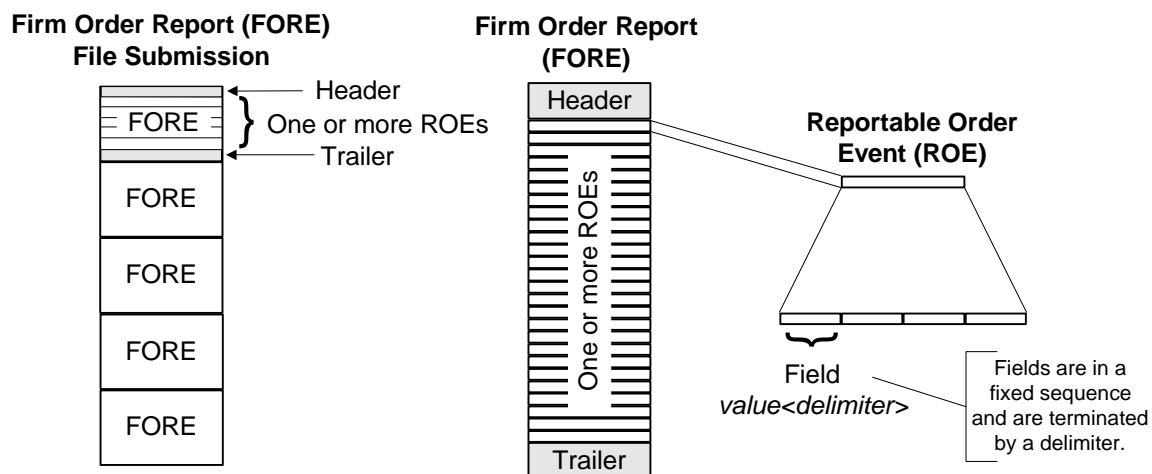 Firm Order Report (FORE)
File Submission
Header
FORE
One or more ROEs
Trailer
FORE
FORE
FORE
FORE
Firm Order Report
(FORE)
Header
One or more ROEs
Trailer
Reportable Order
Event (ROE)
Field
value<delimiter>
Fields are in a
fixed sequence
and are terminated
by a delimiter.